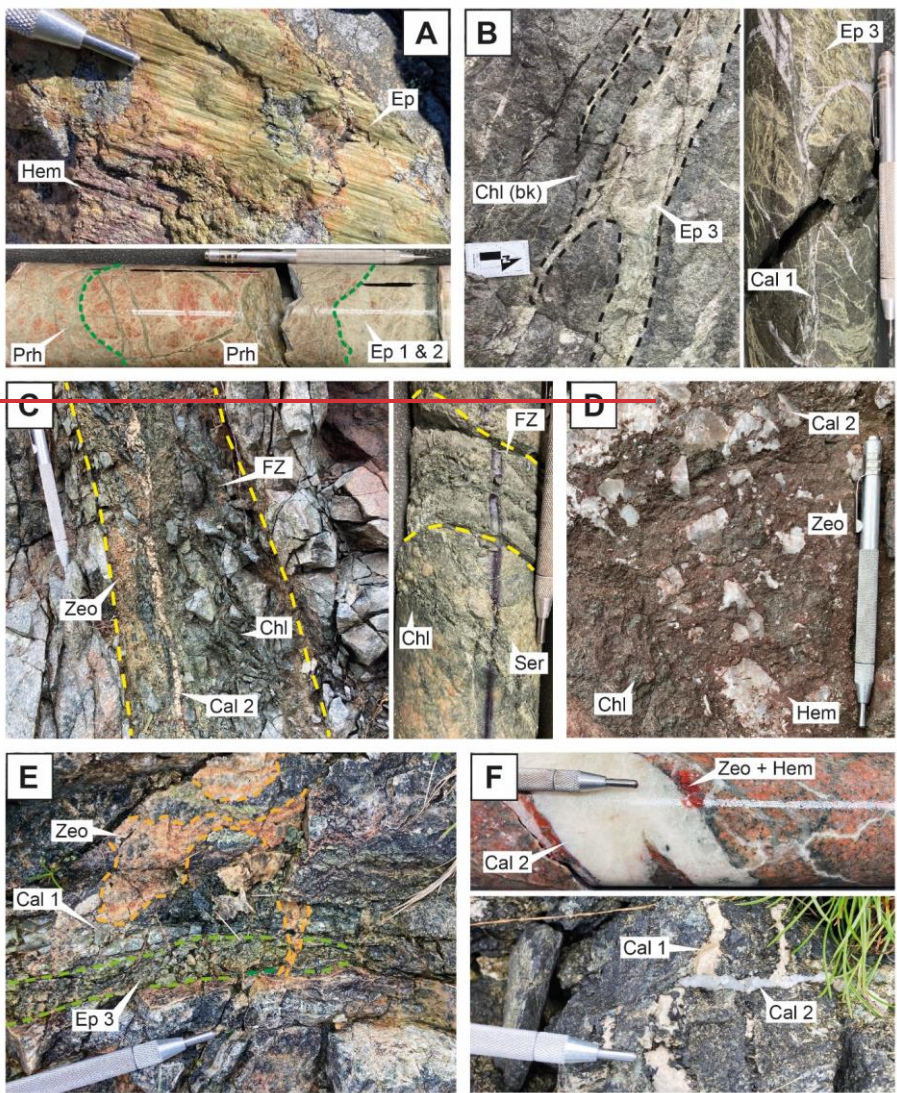 A
Ep
Hem
Prh
Prh
Ep 1 & 2
B
Ep 3
Chl (bk)
Ep 3
Cal 1
C
FZ
FZ
Zeo
Chl
Chl
Ser
Cal 2
D
Cal 2
Zeo
Chl
Hem
E
Zeo
Cal 1
Ep 3
F
Zeo + Hem
Cal 2
Cal 1
Cal 2